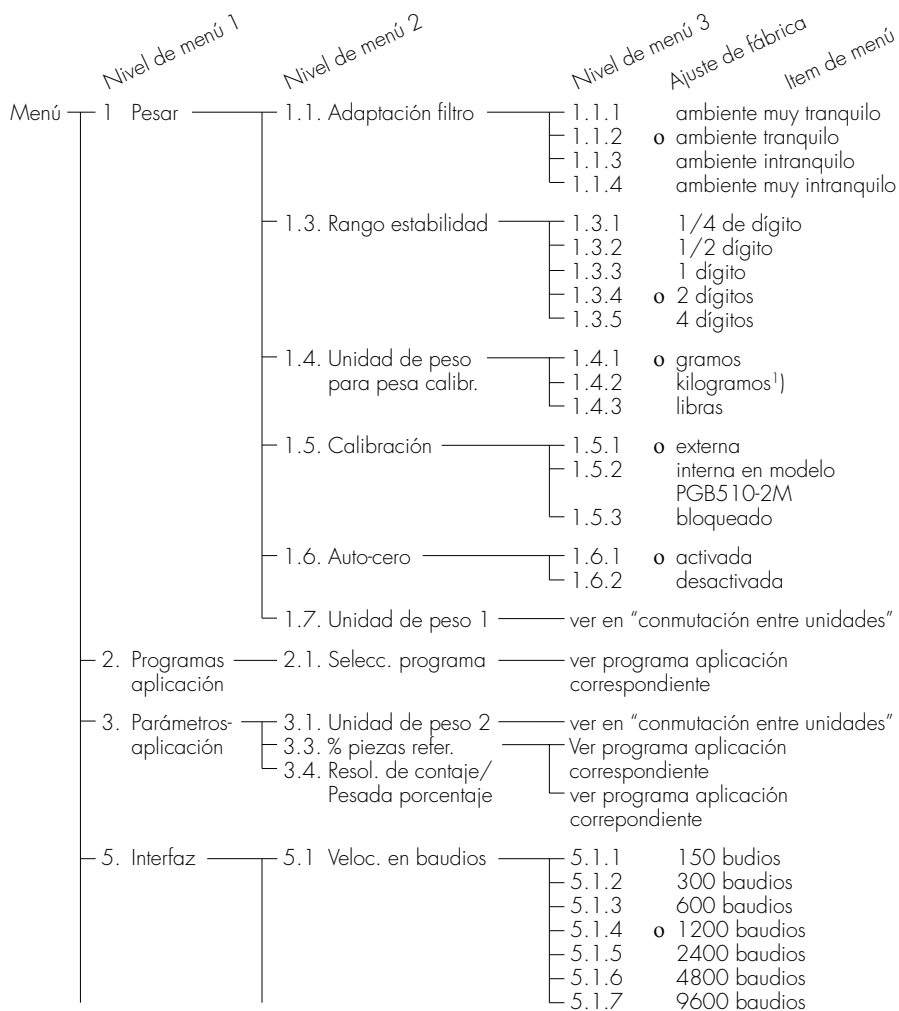 Nivel de menú 1 Nivel de menú 2 Nivel de menú 3 Ajuste de fábrica Item de menú
Menú 1 Pesar 1.1. Adaptación filtro 1.1.1 ambiente muy tranquilo
1.1.2 o ambiente tranquilo
1.1.3 ambiente intranquilo
1.1.4 ambiente muy intranquilo
1.3. Rango estabilidad 1.3.1 1/4 de dígito
1.3.2 1/2 dígito
1.3.3 1 dígito
1.3.4 o 2 dígitos
1.3.5 4 dígitos
1.4. Unidad de peso 1.4.1 o gramos
para pesa calibr. 1.4.2 kilogramos1)
1.4.3 libras
1.5. Calibración 1.5.1 o externa
1.5.2 interna en modelo
PGB510-2M
1.5.3 bloqueado
1.6. Auto-cero 1.6.1 o activada
1.6.2 desactivada
1.7. Unidad de peso 1 ver en “conmutación entre unidades”
2. Programas 2.1. Selecc. programa ver programa aplicación
aplicación correspondiente
3. Parámetros- 3.1. Unidad de peso 2 ver en “conmutación entre unidades”
aplicación 3.3. % piezas refer. Ver programa aplicación
3.4. Resol. de contaje/ correspondiente
Pesada porcentaje ver programa aplicación
correpondiente
5. Interfaz 5.1 Veloc. en baudios 5.1.1 150 budios
5.1.2 300 baudios
5.1.3 600 baudios
5.1.4 o 1200 baudios
5.1.5 2400 baudios
5.1.6 4800 baudios
5.1.7 9600 baudios